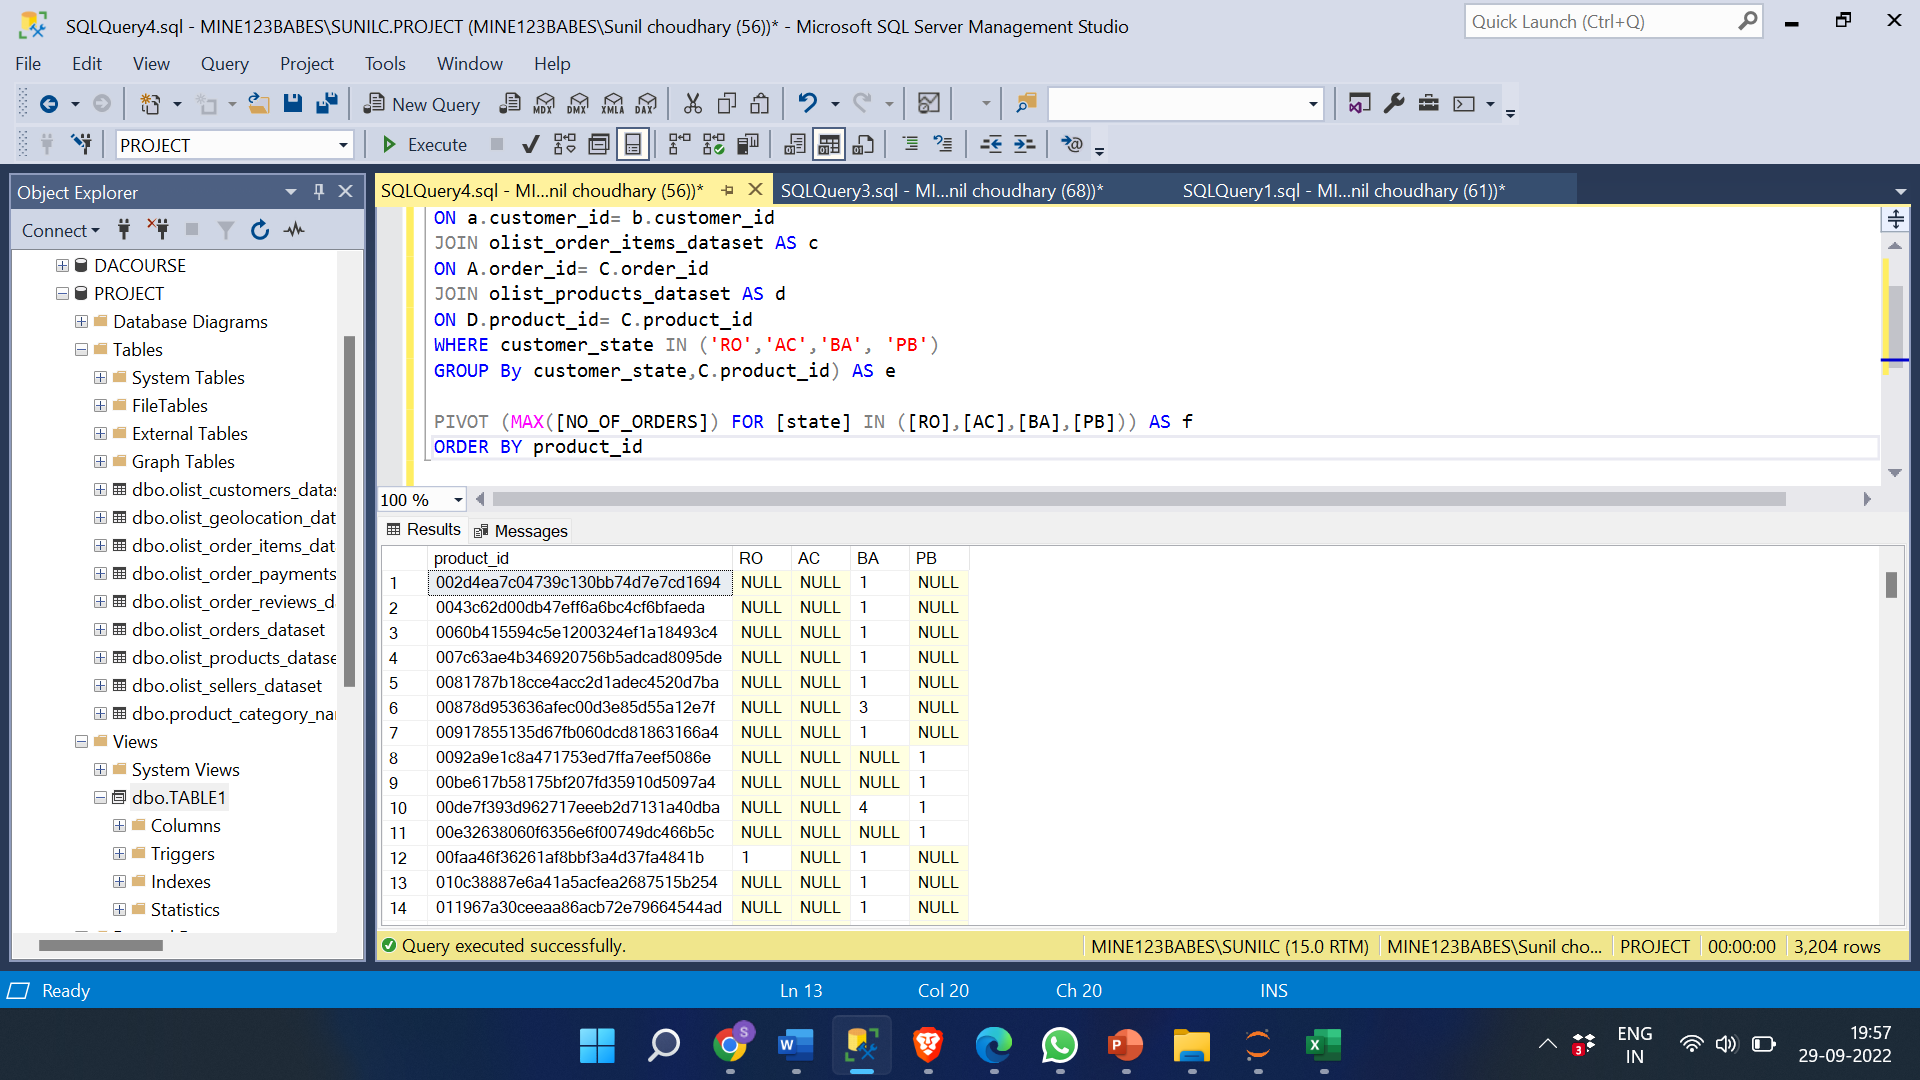 SQLQuery4.sql - MINE123BABES\SUNILC.PROJECT (MINE123BABES\Sunil choudhary (56))* - Microsoft SQL Server Management Studio
Quick Launch (Ctrl+Q)
File Edit View Query Project Tools Window Help
New Query MDX DMX XMLA DAX
PROJECT Execute
Object Explorer
SQLQuery4.sql - MI...nil choudhary (56))* SQLQuery3.sql - MI...nil choudhary (68))* SQLQuery1.sql - MI...nil choudhary (61))*
Connect
DACOURSE
PROJECT
Database Diagrams
Tables
System Tables
FileTables
External Tables
Graph Tables
dbo.olist_customers_datas
dbo.olist_geolocation_dat
dbo.olist_order_items_dat
dbo.olist_order_payments
dbo.olist_order_reviews_d
dbo.olist_orders_dataset
dbo.olist_products_datase
dbo.olist_sellers_dataset
dbo.product_category_na
Views
System Views
dbo.TABLE1
Columns
Triggers
Indexes
Statistics
ON a.customer_id= b.customer_id
JOIN olist_order_items_dataset AS c
ON A.order_id= C.order_id
JOIN olist_products_dataset AS d
ON D.product_id= C.product_id
WHERE customer_state IN ('RO','AC','BA', 'PB')
GROUP By customer_state,C.product_id) AS e
PIVOT (MAX([NO_OF_ORDERS]) FOR [state] IN ([RO],[AC],[BA],[PB])) AS f
ORDER BY product_id
100 %
Results Messages
product_id RO AC BA PB
1 002d4ea7c04739c130bb74d7e7cd1694 NULL NULL 1 NULL
2 0043c62d00db47eff6a6bc4cf6bfaeda NULL NULL 1 NULL
3 0060b415594c5e1200324ef1a18493c4 NULL NULL 1 NULL
4 007c63ae4b346920756b5adcad8095de NULL NULL 1 NULL
5 0081787b18cce4acc2d1adec4520d7ba NULL NULL 1 NULL
6 00878d953636afec00d3e85d55a12e7f NULL NULL 3 NULL
7 00917855135d67fb060dcd81863166a4 NULL NULL 1 NULL
8 0092a9e1c8a471753ed7ffa7eef5086e NULL NULL NULL 1
9 00be617b58175bf207fd35910d5097a4 NULL NULL NULL 1
10 00de7f393d962717eeeb2d7131a40dba NULL NULL 4 1
11 00e32638060f6356e6f00749dc466b5c NULL NULL NULL 1
12 00faa46f36261af8bbf3a4d37fa4841b 1 NULL 1 NULL
13 010c38887e6a41a5acfea2687515b254 NULL NULL 1 NULL
14 011967a30ceeaa86acb72e79664544ad NULL NULL 1 NULL
Query executed successfully. MINE123BABES\SUNILC (15.0 RTM) MINE123BABES\Sunil cho... PROJECT 00:00:00 3,204 rows
Ready Ln 13 Col 20 Ch 20 INS
S W P X 3
ENG
IN
19:57
29-09-2022